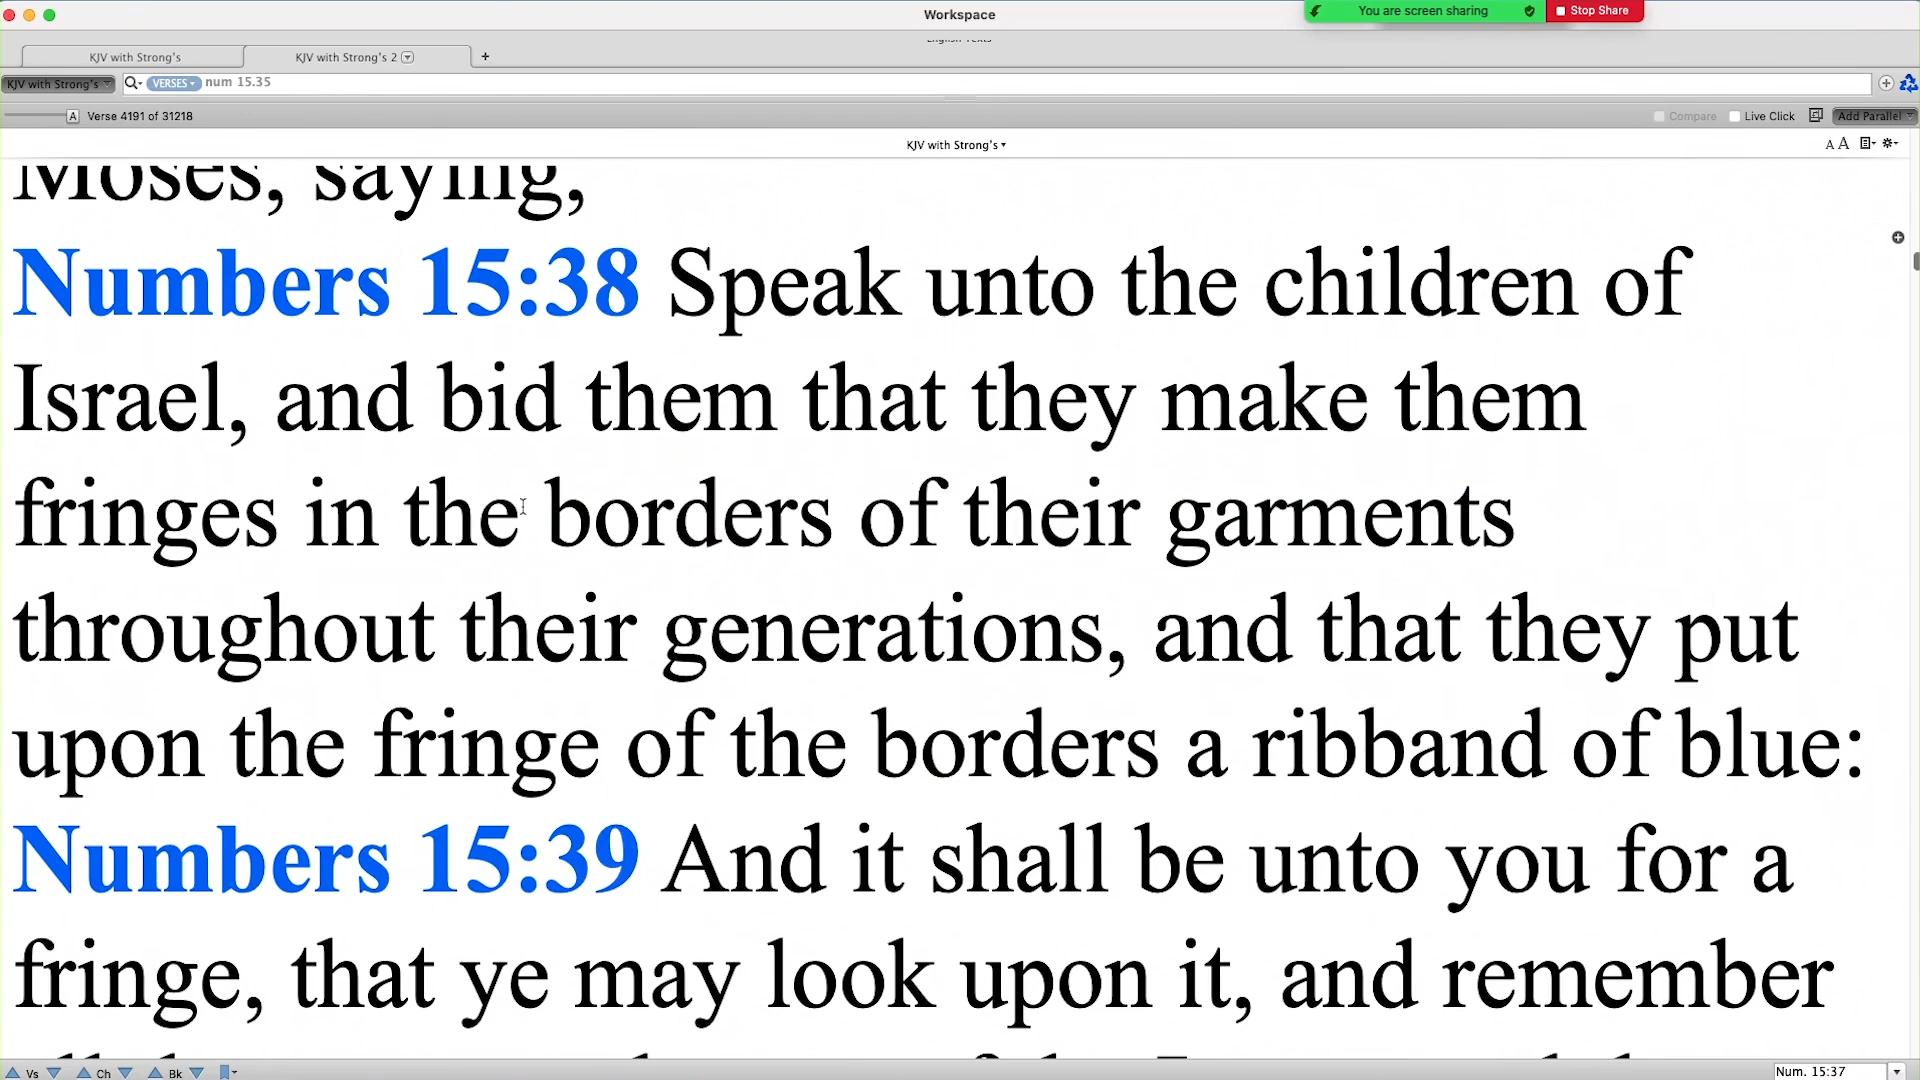 Workspace
You are screen sharing
Stop Share
English Texts
KJV with Strong's
KJV with Strong's 2
+
KJV with Strong's
VERSES
num 15.35
A
Verse 4191 of 31218
Compare
Live Click
Add Parallel
KJV with Strong's
A A
Moses, saying,
Numbers 15:38 Speak unto the children of
Israel, and bid them that they make them
fringes in the borders of their garments
throughout their generations, and that they put
upon the fringe of the borders a ribband of blue:
Numbers 15:39 And it shall be unto you for a
fringe, that ye may look upon it, and remember
Vs
Ch
Bk
Num. 15:37